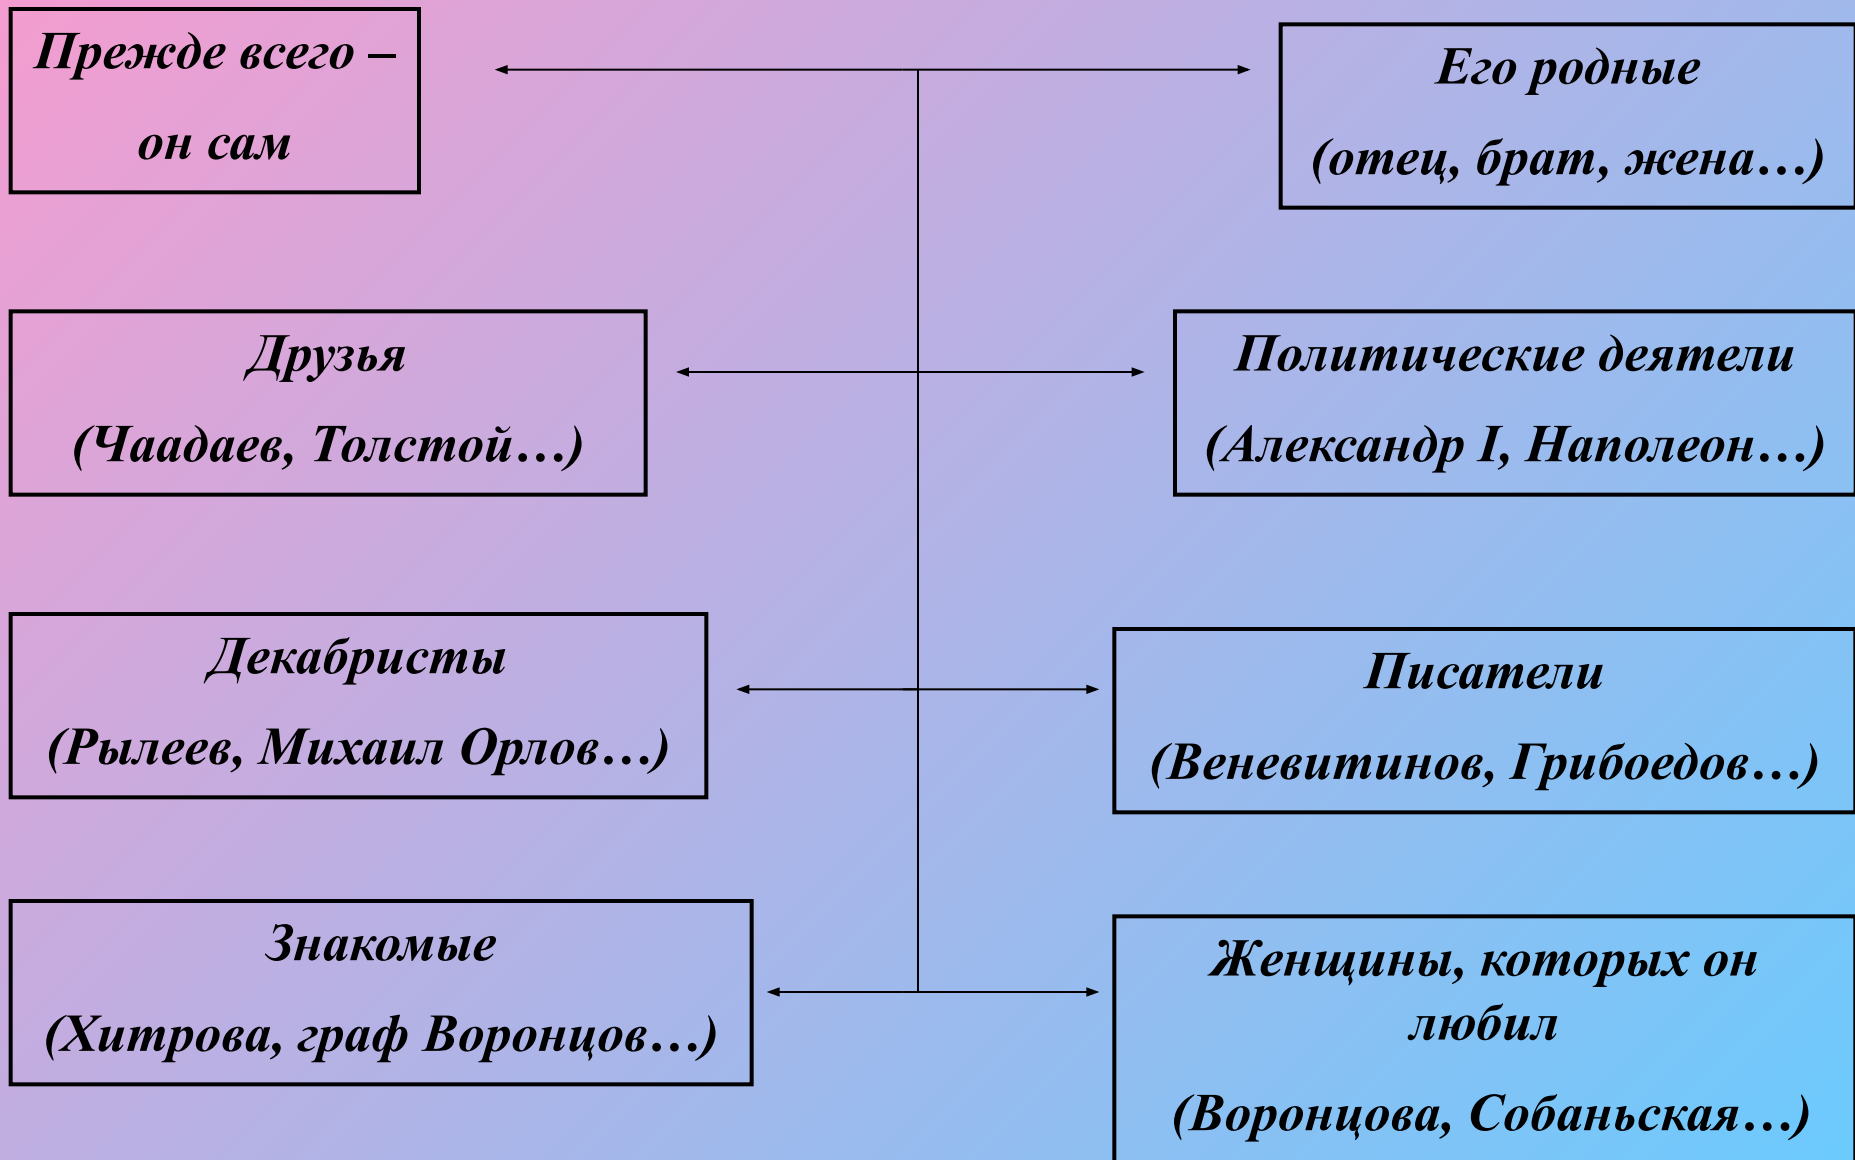 Прежде всего –
он сам
Его родные
(отец, брат, жена…)
Друзья
(Чаадаев, Толстой…)
Политические деятели
(Александр I, Наполеон…)
Декабристы
(Рылеев, Михаил Орлов…)
Писатели
(Веневитинов, Грибоедов…)
Знакомые
(Хитрова, граф Воронцов…)
Женщины, которых он
любил
(Воронцова, Собаньская…)